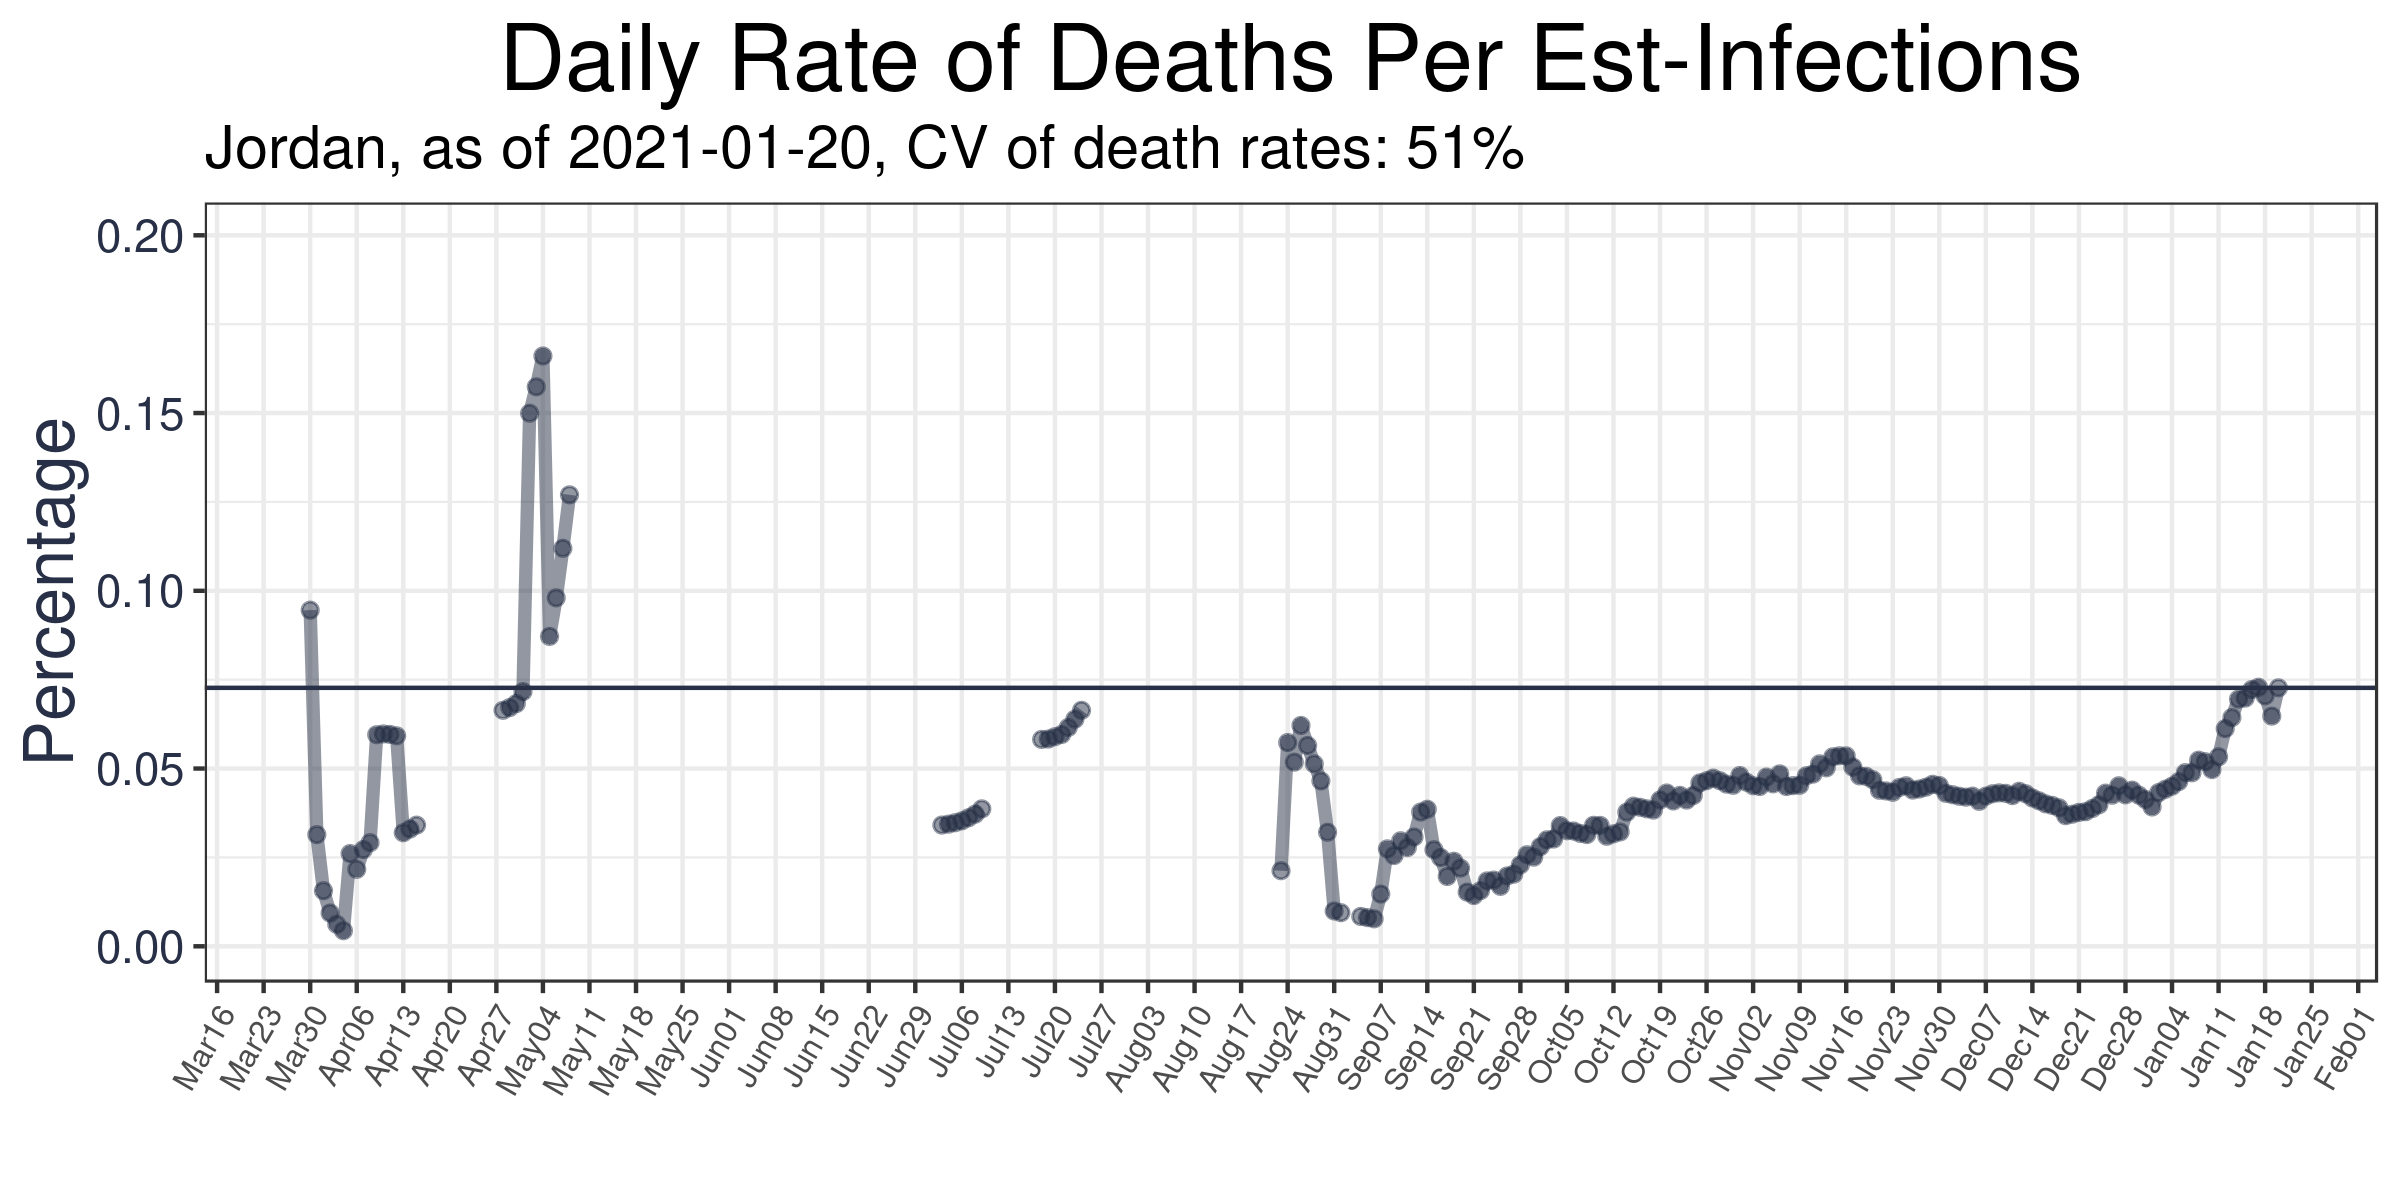 Daily Rate of Deaths Per Est-Infections
Jordan, as of 2021-01-20, CV of death rates: 51%
Percentage
0.20
0.15
0.10
0.05
0.00
Mar16 Mar23 Mar30 Apr06 Apr13 Apr20 Apr27 May04 May11 May18 May25 Jun01 Jun08 Jun15 Jun22 Jun29 Jul06 Jul13 Jul20 Jul27 Aug03 Aug10 Aug17 Aug24 Aug31 Sep07 Sep14 Sep21 Sep28 Oct05 Oct12 Oct19 Oct26 Nov02 Nov09 Nov16 Nov23 Nov30 Dec07 Dec14 Dec21 Dec28 Jan04 Jan11 Jan18 Jan25 Feb01